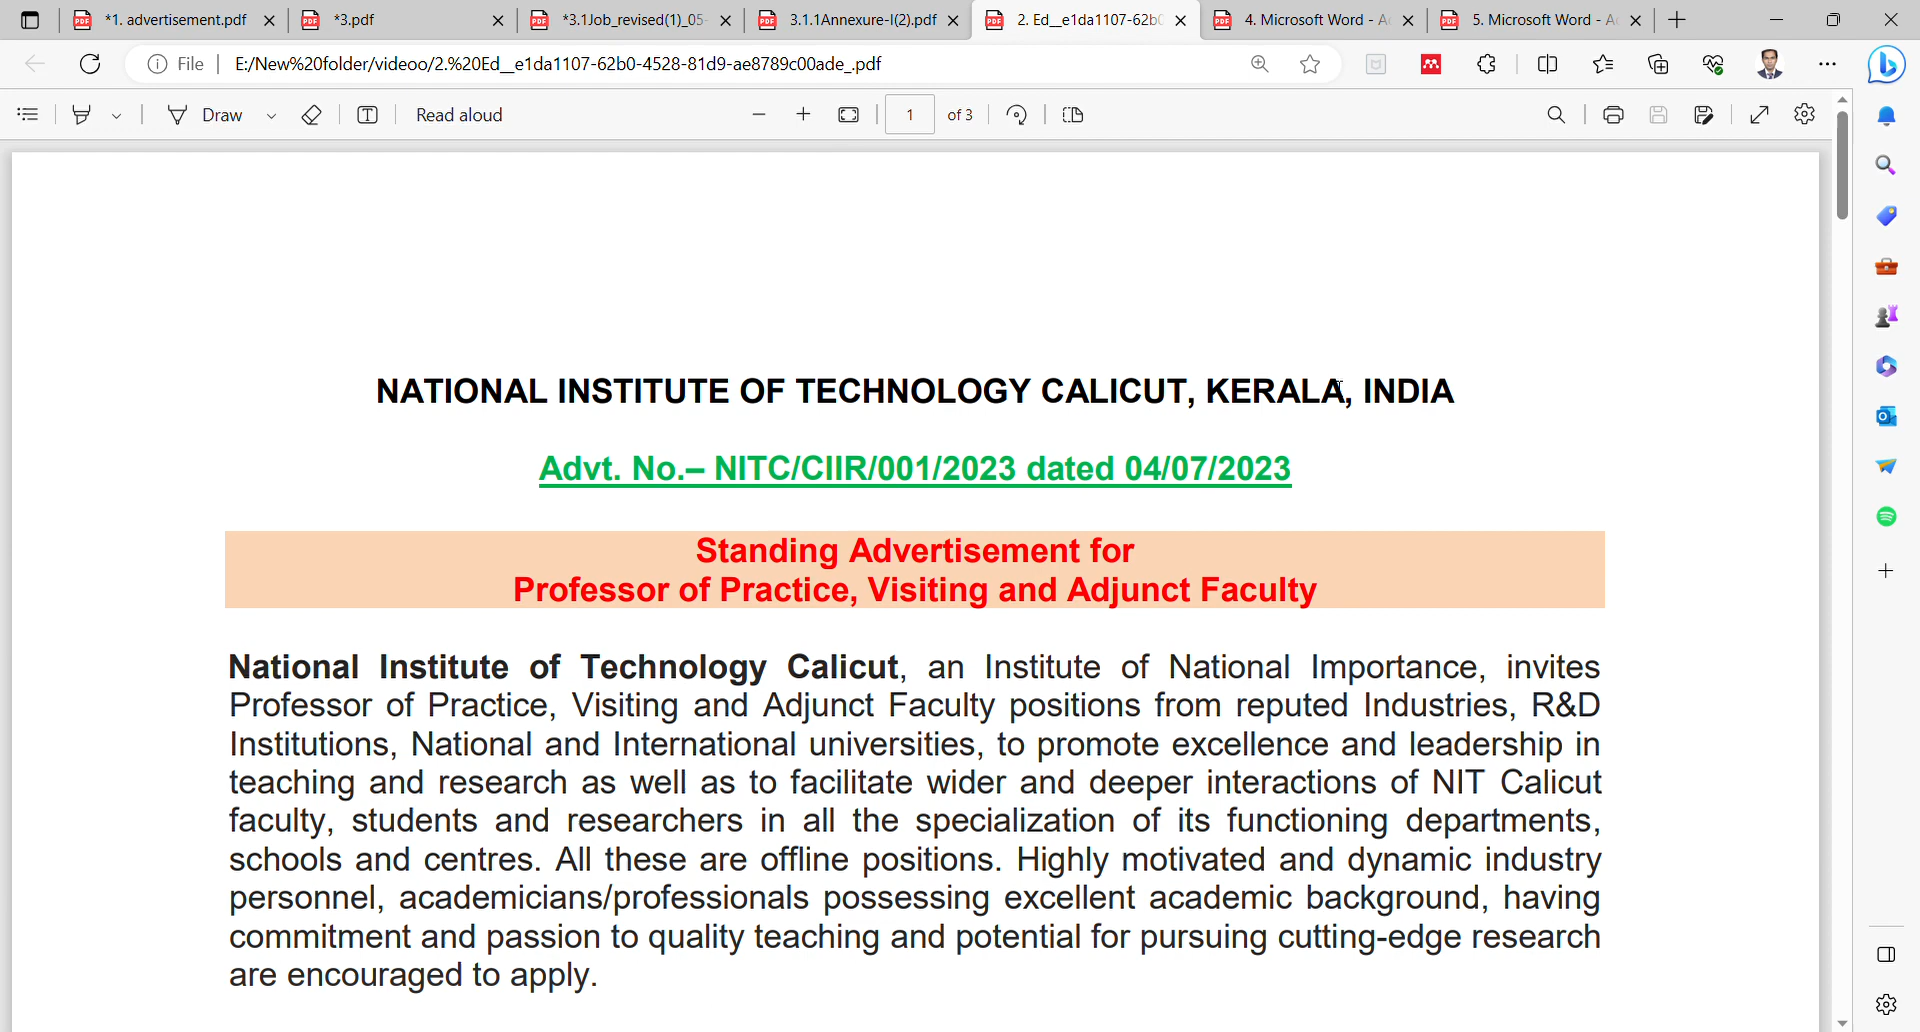 *1. advertisement.pdf
*3.pdf
*3.1Job_revised(1)_05-
3.1.1Annexure-I(2).pdf
2. Ed__e1da1107-62b0
4. Microsoft Word - A
5. Microsoft Word - A
File
E:/New%20folder/videoo/2.%20Ed__e1da1107-62b0-4528-81d9-ae8789c00ade_.pdf
Draw
Read aloud
1
of 3
NATIONAL INSTITUTE OF TECHNOLOGY CALICUT, KERALA, INDIA
Advt. No.– NITC/CIIR/001/2023 dated 04/07/2023
Standing Advertisement for
Professor of Practice, Visiting and Adjunct Faculty
National Institute of Technology Calicut, an Institute of National Importance, invites
Professor of Practice, Visiting and Adjunct Faculty positions from reputed Industries, R&D
Institutions, National and International universities, to promote excellence and leadership in
teaching and research as well as to facilitate wider and deeper interactions of NIT Calicut
faculty, students and researchers in all the specialization of its functioning departments,
schools and centres. All these are offline positions. Highly motivated and dynamic industry
personnel, academicians/professionals possessing excellent academic background, having
commitment and passion to quality teaching and potential for pursuing cutting-edge research
are encouraged to apply.